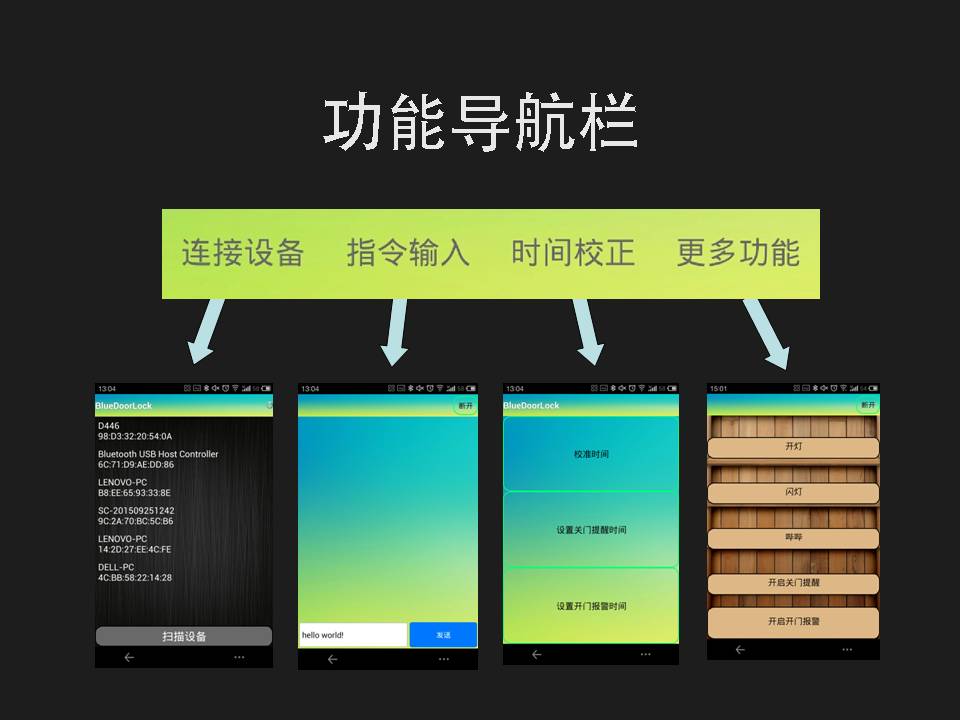 功能导航栏
连接设备 指令输入 时间校正 更多功能
13:04
BlueDoorLock
D446
98:D3:32:20:54:0A
Bluetooth USB Host Controller
6C:71:D9:AE:DD:86
LENOVO-PC
B8:EE:65:93:33:8E
SC-201509251242
9C:2A:70:BC:5C:B6
LENOVO-PC
14:2D:27:EE:4C:FE
DELL-PC
4C:BB:58:22:14:28
扫描设备
13:04
断开
hello world!
发送
13:04
BlueDoorLock
校准时间
设置关门提醒时间
设置开门报警时间
15:01
断开
开灯
闪灯
哔哔
开启关门提醒
开启开门报警